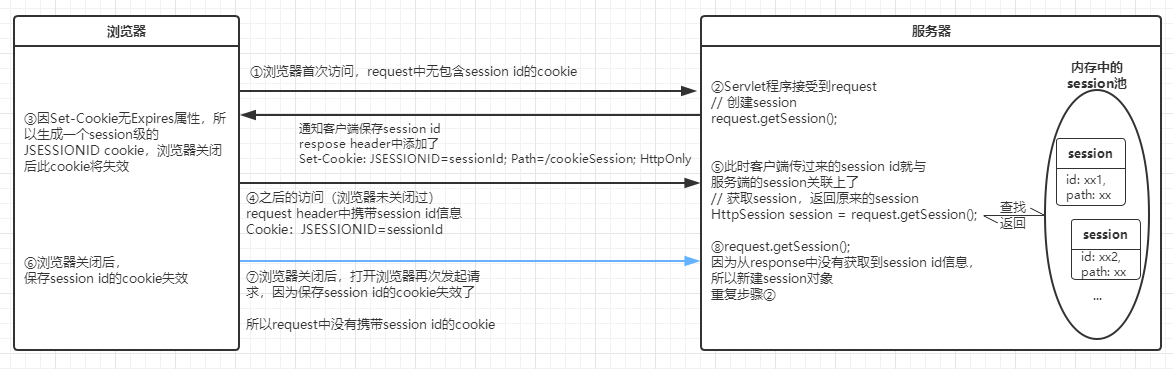 浏览器
服务器
①浏览器首次访问，request中无包含session id的cookie
②Servlet程序接受到request
// 创建session
request.getSession();
内存中的
session池
③因Set-Cookie无Expires属性，所
以生成一个session级的
JSESSIONID cookie，浏览器关闭
后此cookie将失效
通知客户端保存session id
respose header中添加了
Set-Cookie: JSESSIONID=sessionId; Path=/cookieSession; HttpOnly
④之后的访问（浏览器未关闭过）
request header中携带session id信息
Cookie：JSESSIONID=sessionId
⑤此时客户端传过来的session id就与
服务端的session关联上了
// 获取session，返回原来的session
HttpSession session = request.getSession();
查找
返回
session
id: xx1,
path: xx
session
id: xx2,
path: xx
...
⑥浏览器关闭后，
保存session id的cookie失效
⑦浏览器关闭后，打开浏览器再次发起请
求，因为保存session id的cookie失效了
所以request中没有携带session id的cookie
⑧request.getSession();
因为从response中没有获取到session id信息，
所以新建session对象
重复步骤②